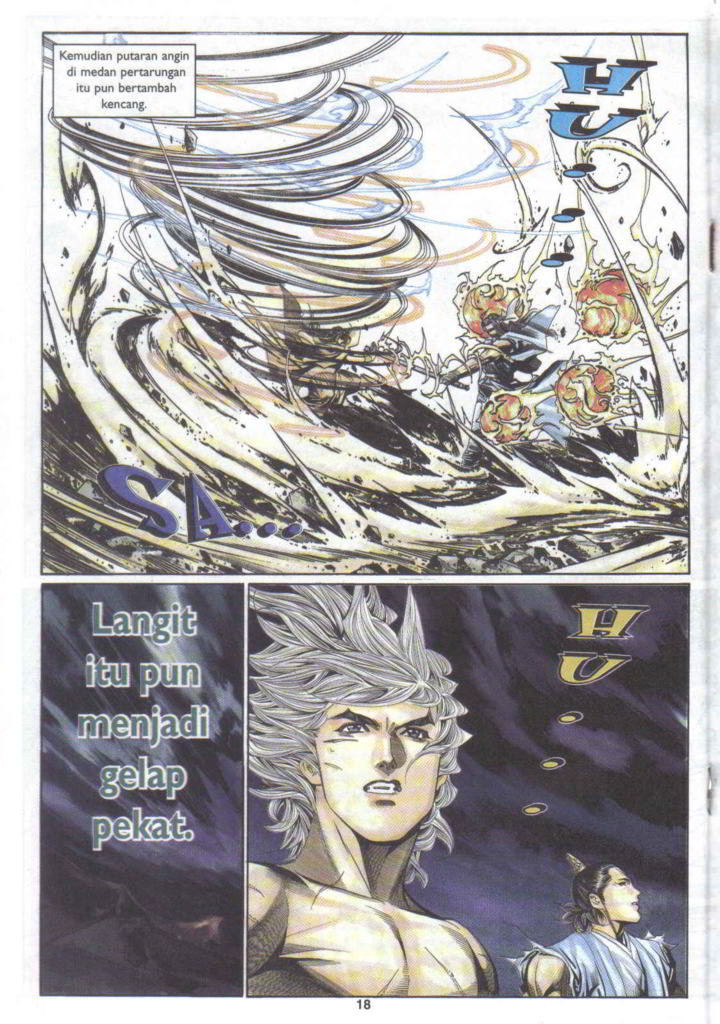 Kemudian putaran angin
di medan pertarungan
itu pun bertambah
kencang.
HU.....
SA...
Langit
itu pun
menjadi
gelap
pekat.
HU....
18